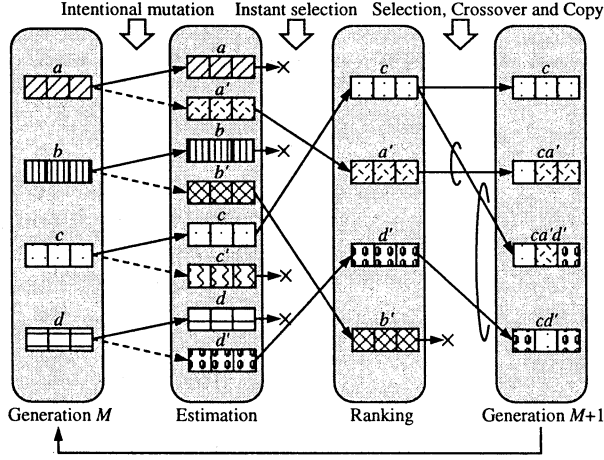 Intentional mutation
Instant selection
Selection, Crossover and Copy
a
b
c
d
a
a'
b
b'
c
c'
d
d'
c
a'
d'
b'
c
ca'
ca'd'
cd'
Generation M
Estimation
Ranking
Generation M+1